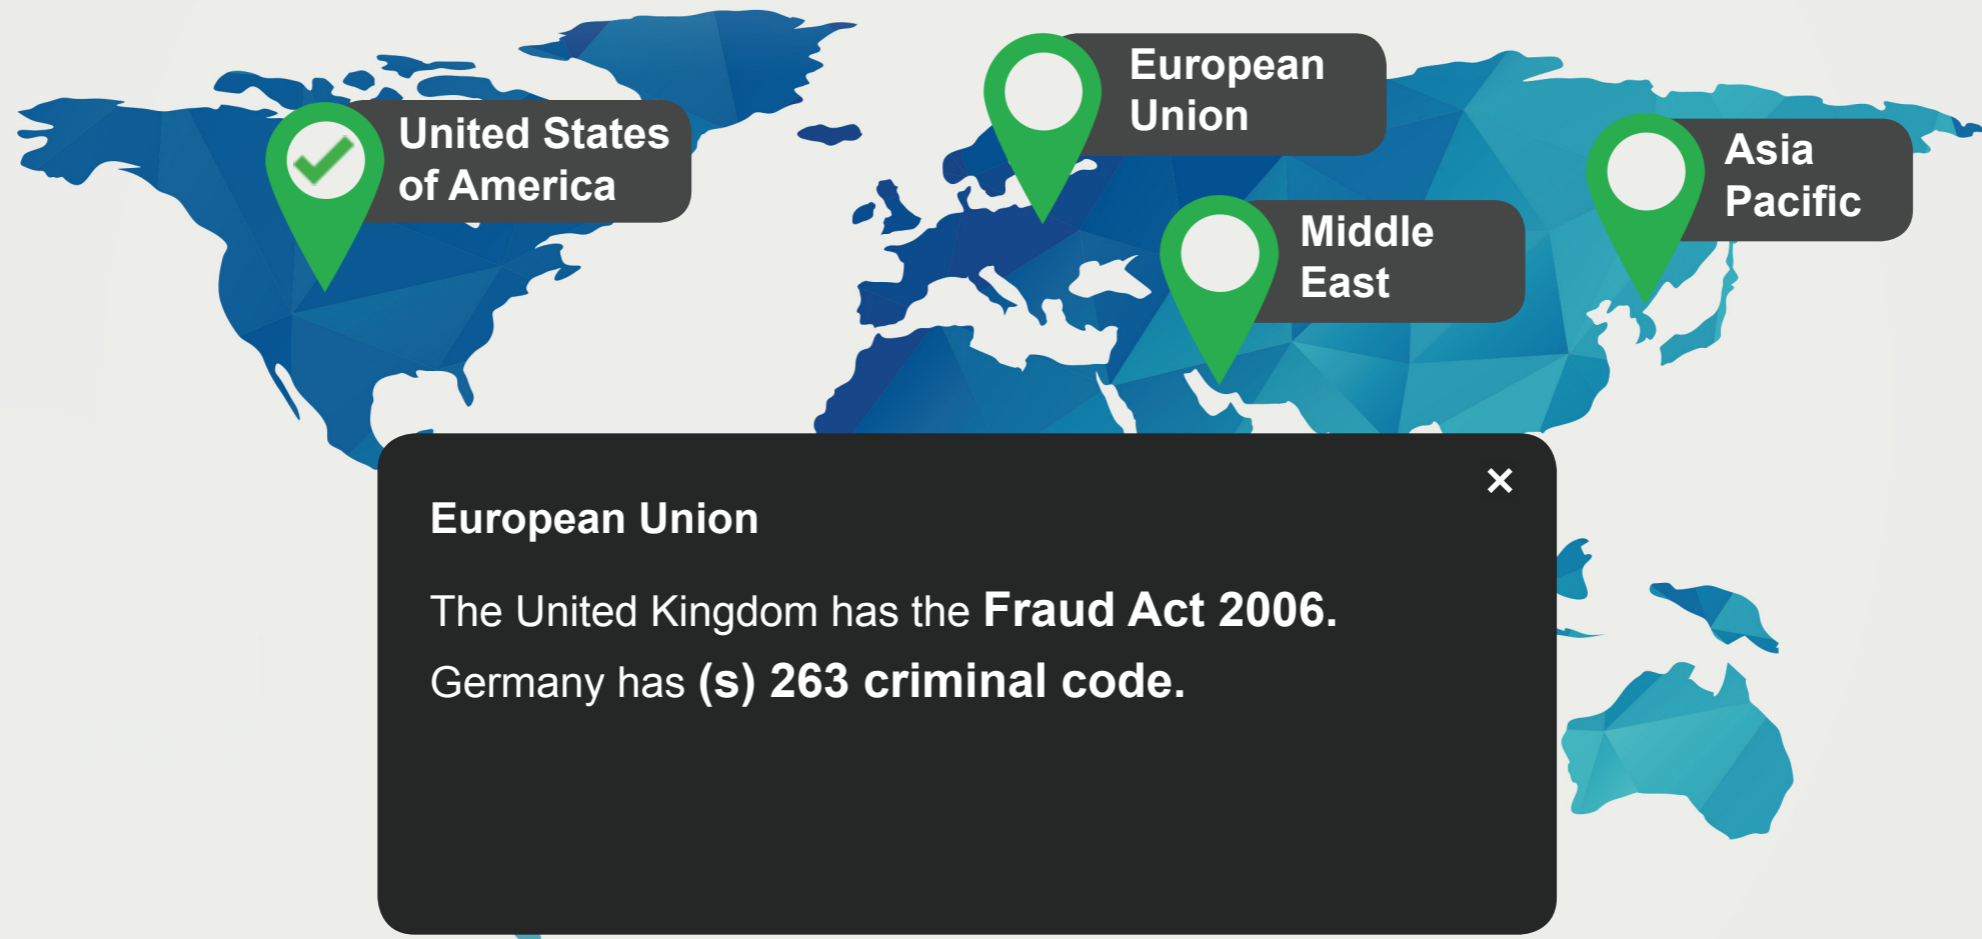 United States
of America
European
Union
Middle
East
Asia
Pacific
×
European Union
The United Kingdom has the Fraud Act 2006.
Germany has (s) 263 criminal code.